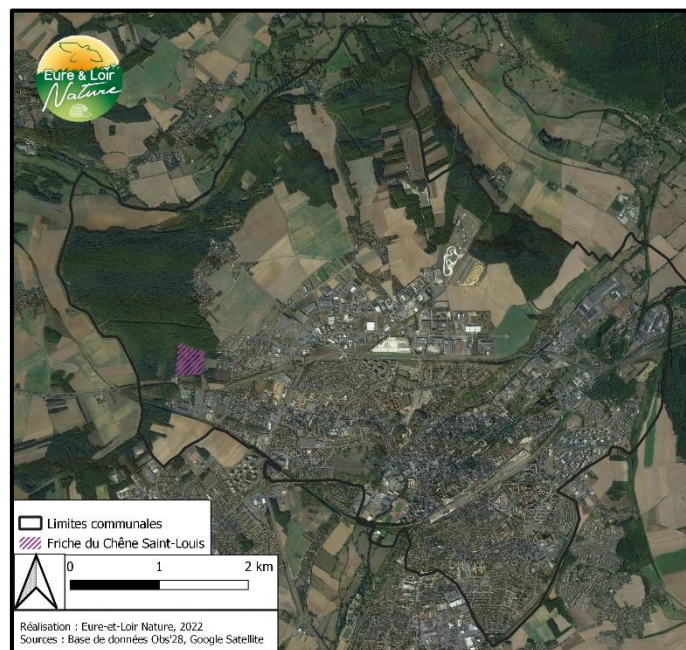 Eure & Loir
Nature
Limites communales
Friche du Chêne Saint-Louis
0 1 2 km
Réalisation : Eure-et-Loir Nature, 2022
Sources : Base de données Obs'28, Google Satellite